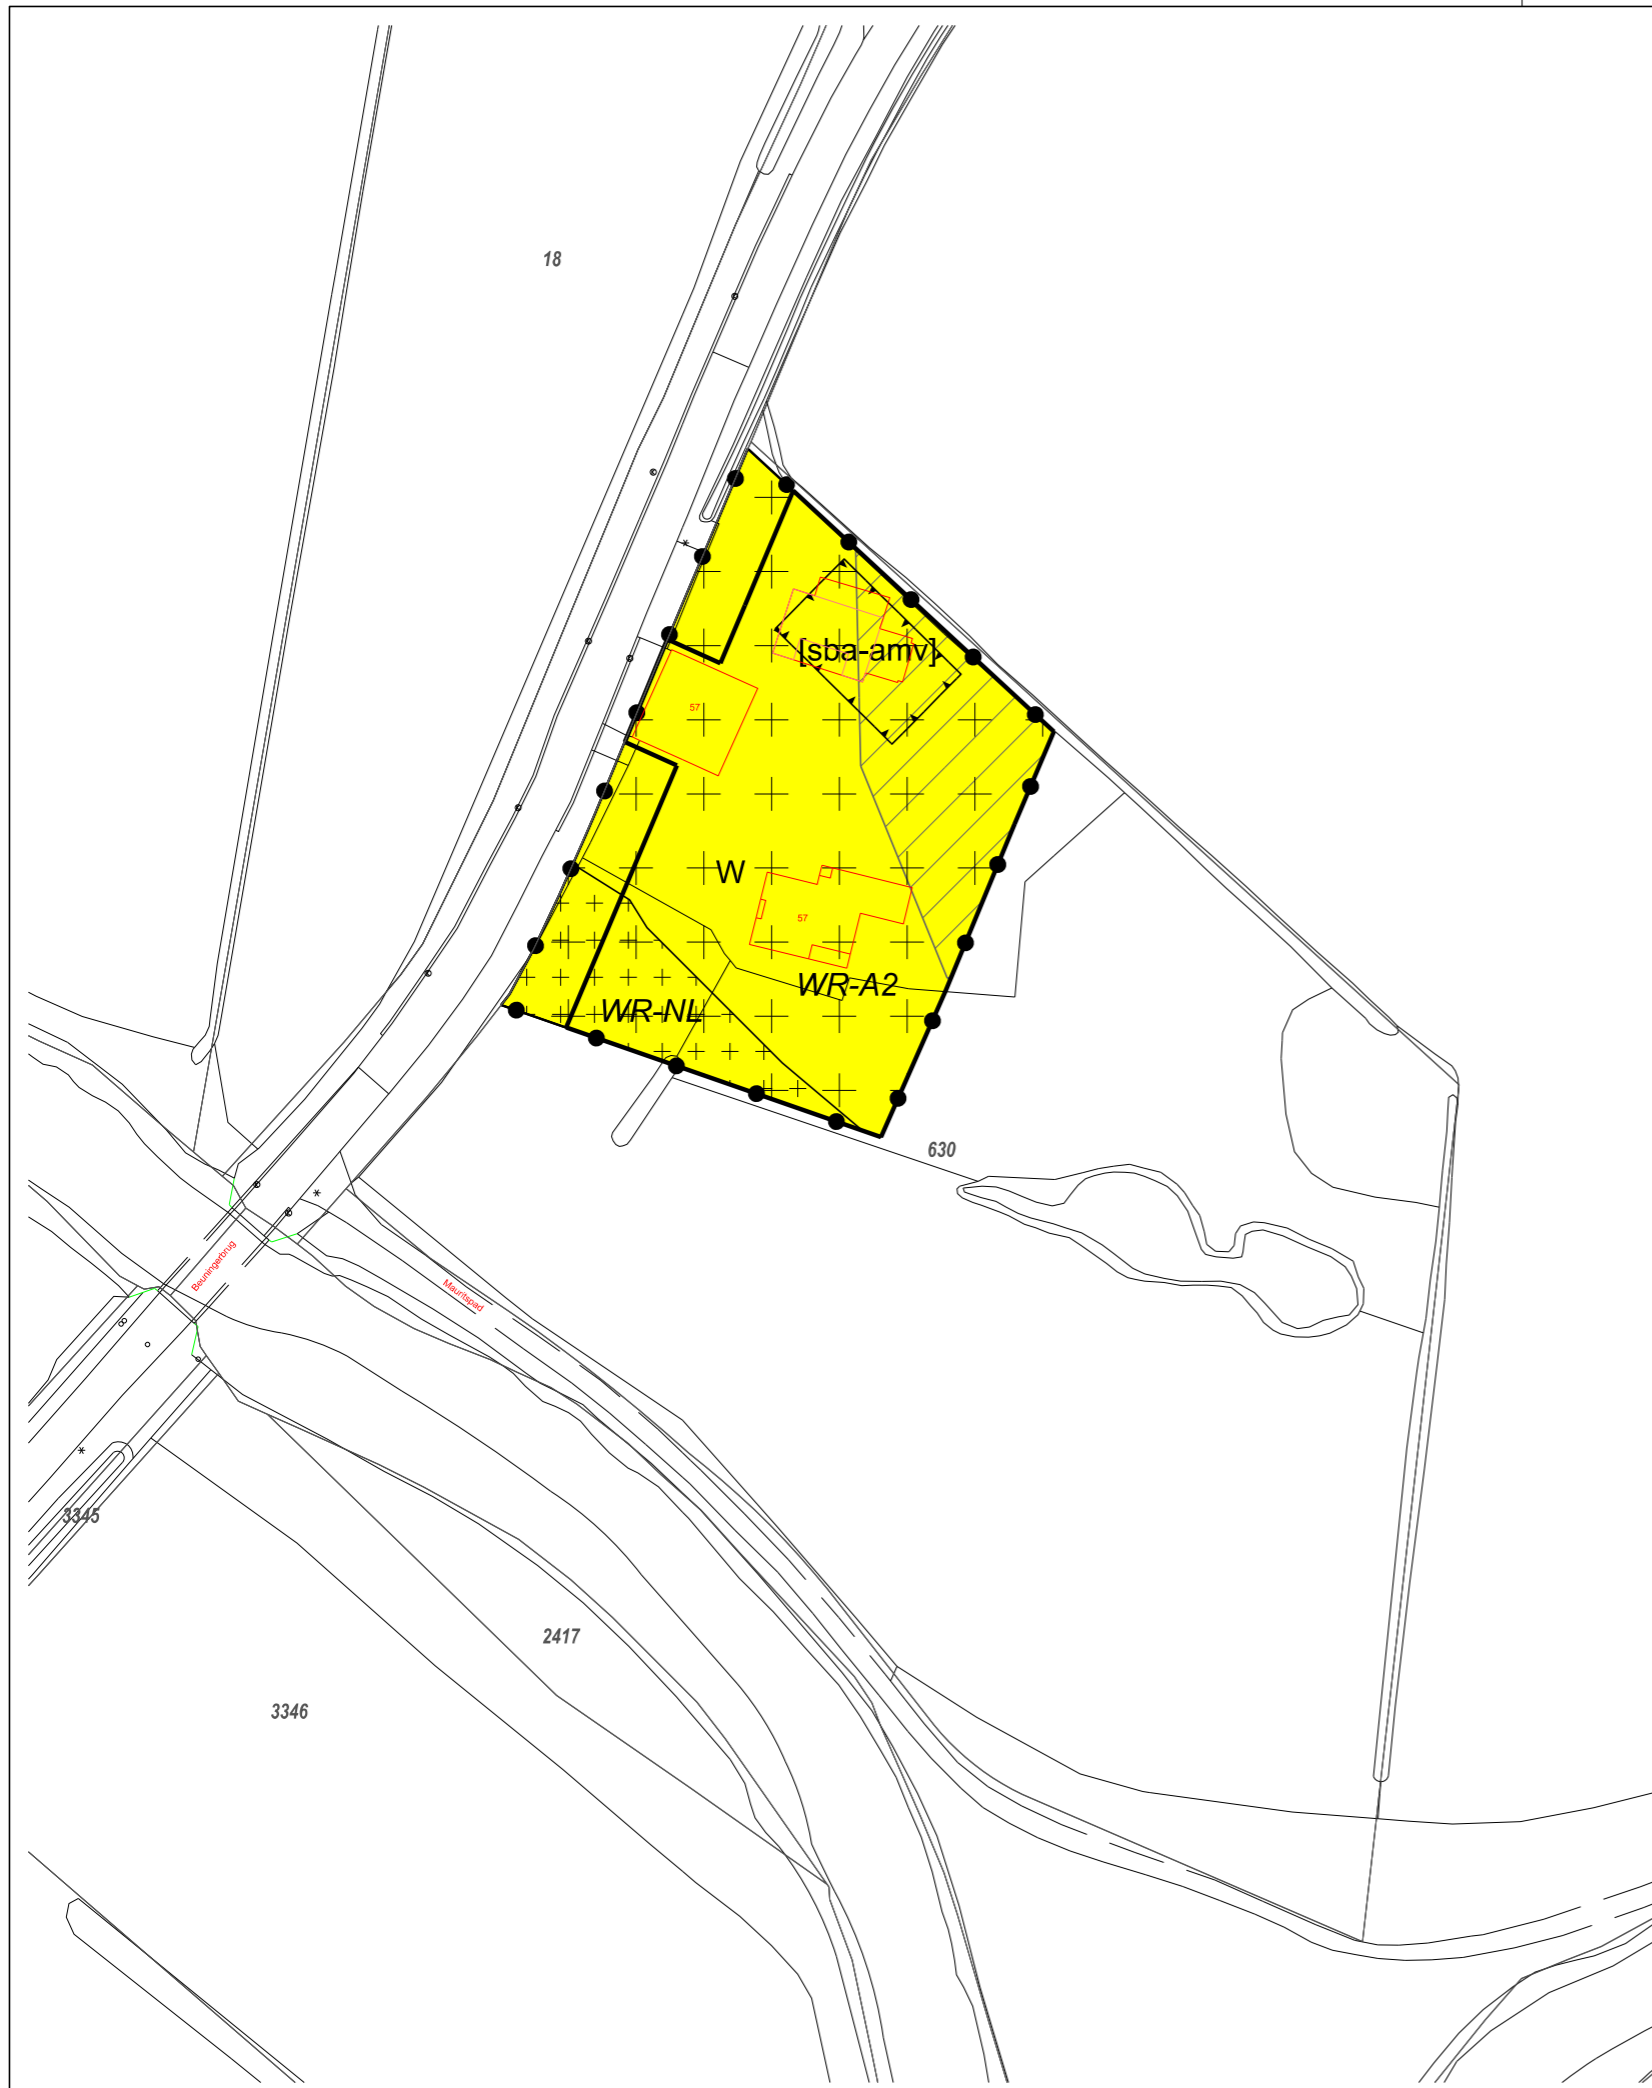 18
[sba-amv]
57
W
57
WR-A2
WR-NL
630
Beuningerbrug
Mauritspad
3345
2417
3346